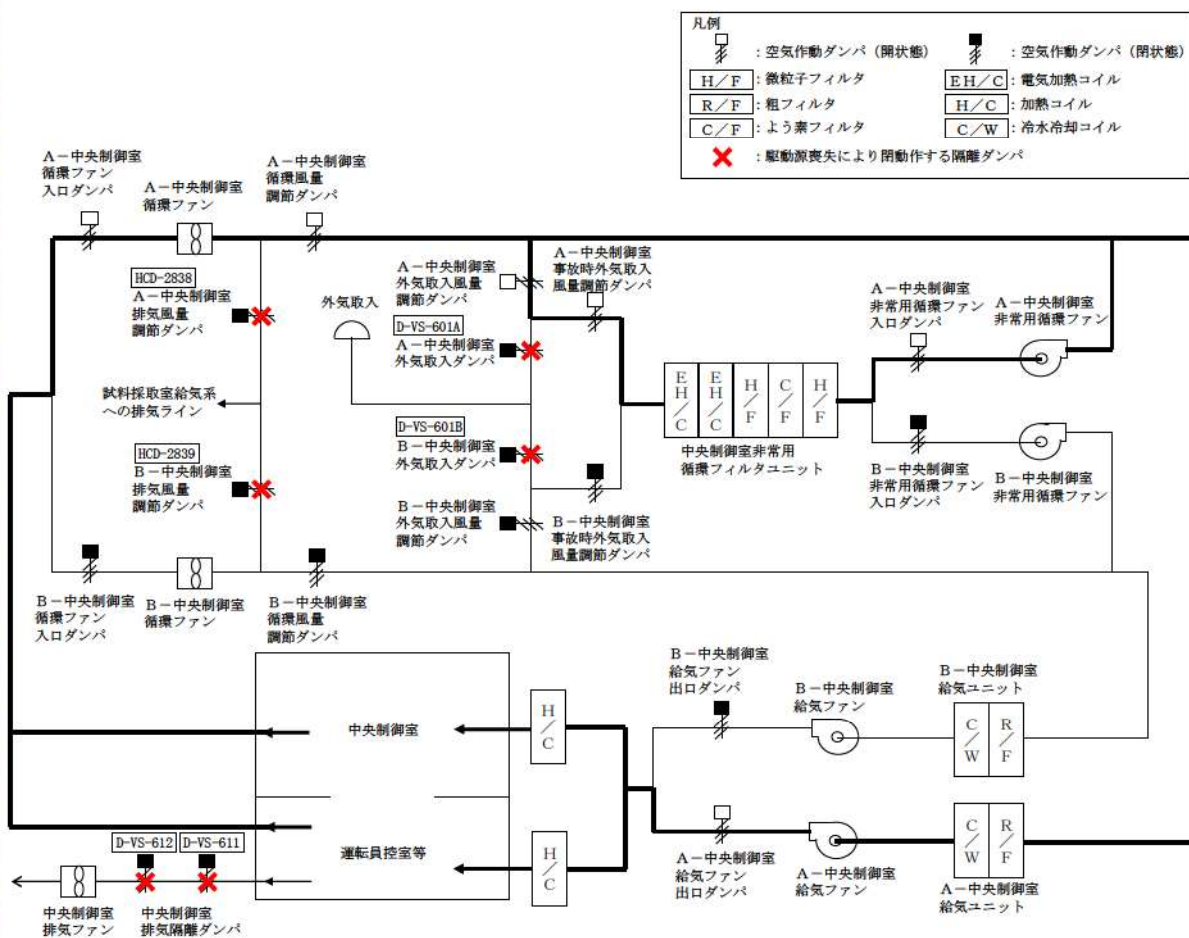 凡例
：空気作動ダンパ（開状態）
：空気作動ダンパ（閉状態）
H／F：微粒子フィルタ
EH／C：電気加熱コイル
R／F：粗フィルタ
H／C：加熱コイル
C／F：よう素フィルタ
C／W：冷水冷却コイル
：駆動源喪失により閉動作する隔離ダンパ
A－中央制御室
循環ファン
入口ダンパ
A－中央制御室
循環ファン
A－中央制御室
循環風量
調節ダンパ
HCD-2838
A－中央制御室
排気風量
調節ダンパ
外気取入
A－中央制御室
外気取入風量
調節ダンパ
A－中央制御室
事故時外気取入
風量調節ダンパ
D-VS-601A
A－中央制御室
外気取入ダンパ
A－中央制御室
非常用循環ファン
入口ダンパ
A－中央制御室
非常用循環ファン
試料採取室給気系
への排気ライン
EH／C
EH／C
H／F
C／F
H／F
中央制御室非常用
循環フィルタユニット
HCD-2839
B－中央制御室
排気風量
調節ダンパ
D-VS-601B
B－中央制御室
外気取入ダンパ
B－中央制御室
外気取入風量
調節ダンパ
B－中央制御室
事故時外気取入
風量調節ダンパ
B－中央制御室
非常用循環ファン
入口ダンパ
B－中央制御室
非常用循環ファン
B－中央制御室
循環ファン
入口ダンパ
B－中央制御室
循環ファン
B－中央制御室
循環風量
調節ダンパ
中央制御室
H／C
B－中央制御室
給気ファン
出口ダンパ
B－中央制御室
給気ファン
B－中央制御室
給気ユニット
C／W
R／F
運転員控室等
H／C
A－中央制御室
給気ファン
出口ダンパ
A－中央制御室
給気ファン
C／W
R／F
A－中央制御室
給気ユニット
D-VS-612
D-VS-611
中央制御室
排気ファン
中央制御室
排気隔離ダンパ